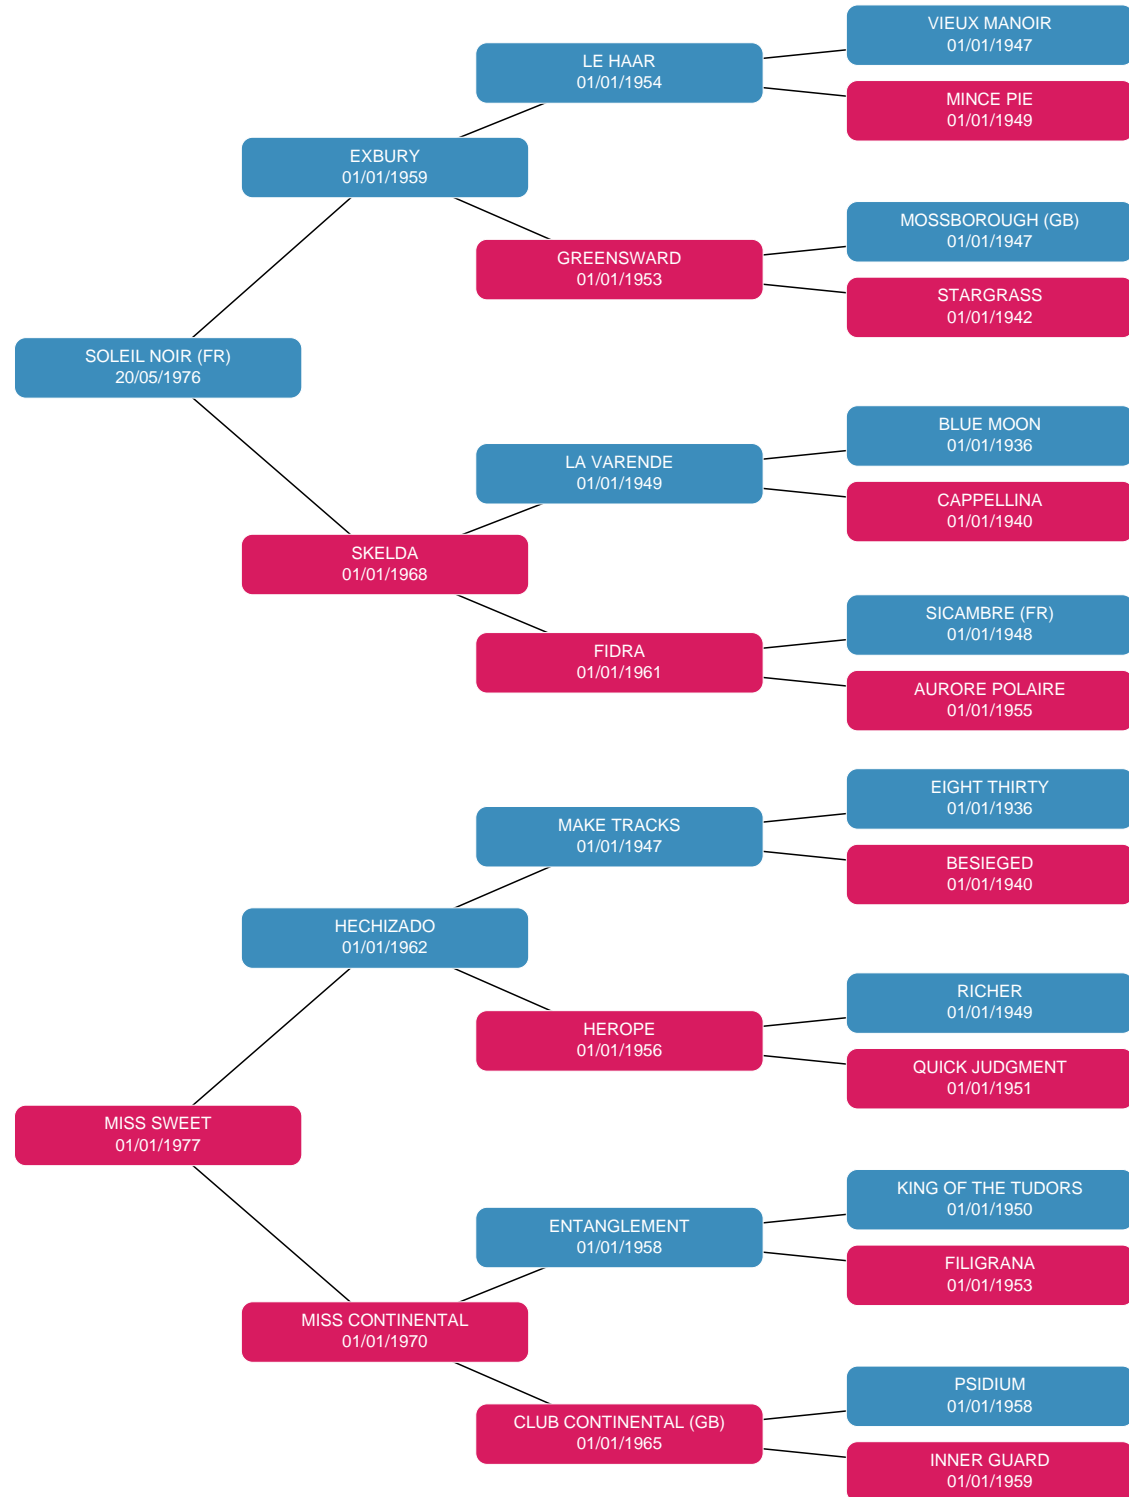 VIEUX MANOIR
01/01/1947
LE HAAR
01/01/1954
MINCE PIE
01/01/1949
EXBURY
01/01/1959
MOSSBOROUGH (GB)
01/01/1947
GREENSWARD
01/01/1953
STARGRASS
01/01/1942
SOLEIL NOIR (FR)
20/05/1976
BLUE MOON
01/01/1936
LA VARENDE
01/01/1949
CAPPELLINA
01/01/1940
SKELDA
01/01/1968
SICAMBRE (FR)
01/01/1948
FIDRA
01/01/1961
AURORE POLAIRE
01/01/1955
EIGHT THIRTY
01/01/1936
MAKE TRACKS
01/01/1947
BESIEGED
01/01/1940
HECHIZADO
01/01/1962
RICHER
01/01/1949
HEROPE
01/01/1956
QUICK JUDGMENT
01/01/1951
MISS SWEET
01/01/1977
KING OF THE TUDORS
01/01/1950
ENTANGLEMENT
01/01/1958
FILIGRANA
01/01/1953
MISS CONTINENTAL
01/01/1970
PSIDIUM
01/01/1958
CLUB CONTINENTAL (GB)
01/01/1965
INNER GUARD
01/01/1959